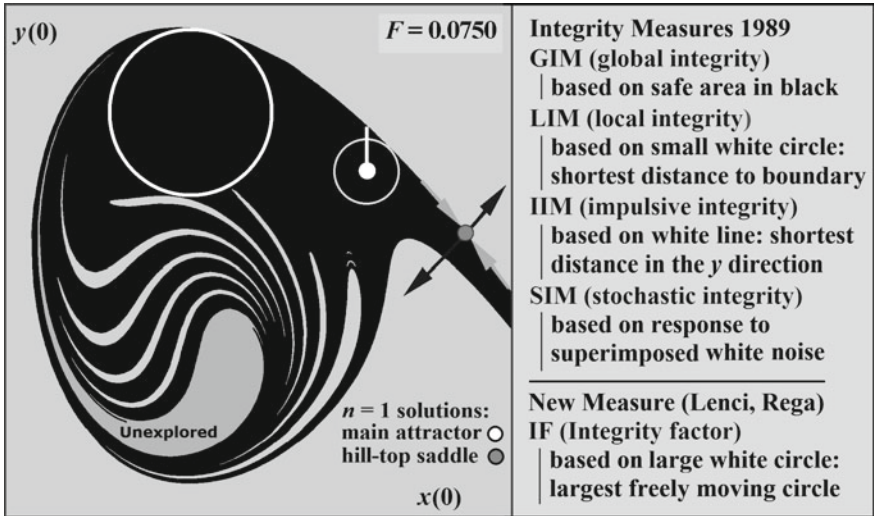 y(0)
F = 0.0750
Unexplored
n = 1 solutions:
main attractor
hill-top saddle
x(0)
Integrity Measures 1989
GIM (global integrity)
based on safe area in black
LIM (local integrity)
based on small white circle:
shortest distance to boundary
IIM (impulsive integrity)
based on white line: shortest
distance in the y direction
SIM (stochastic integrity)
based on response to
superimposed white noise
New Measure (Lenci, Rega)
IF (Integrity factor)
based on large white circle:
largest freely moving circle